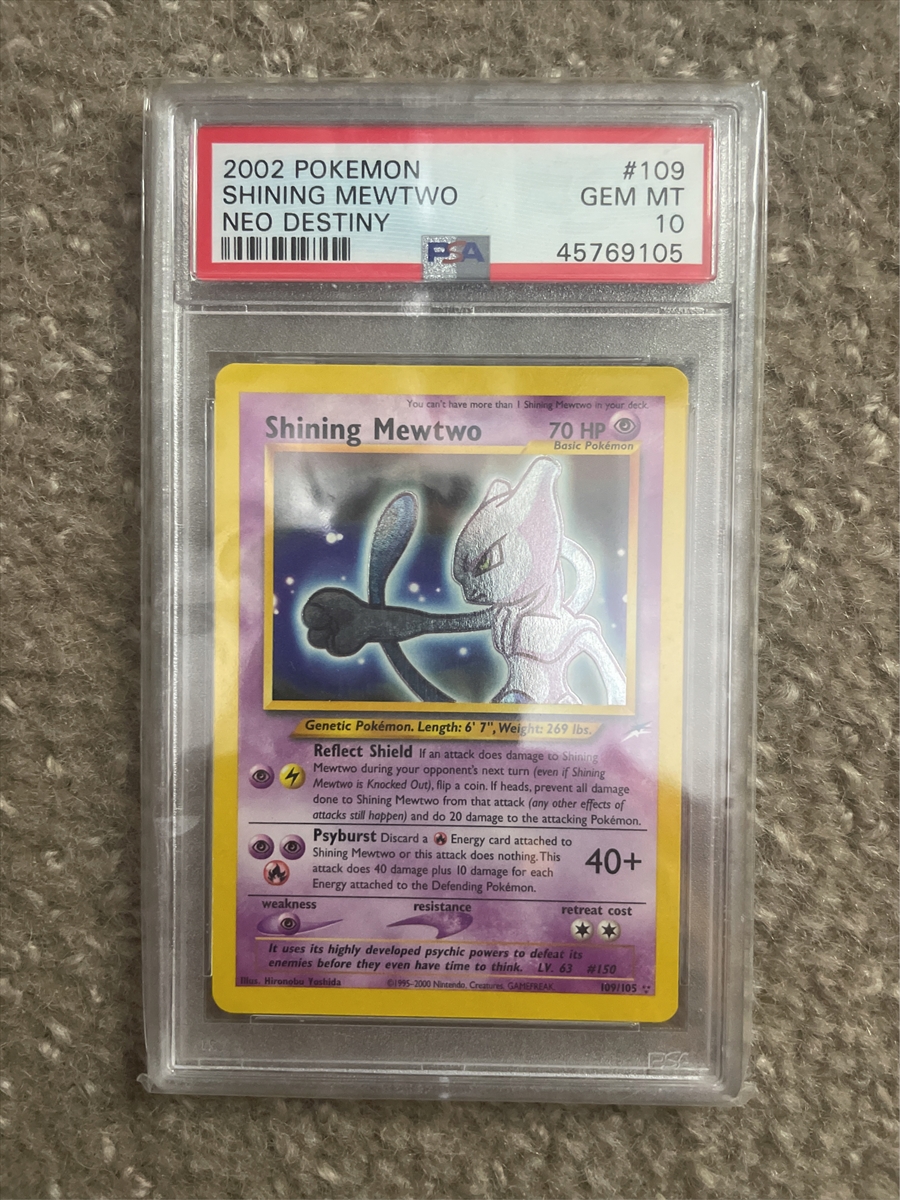 2002 POKEMON #109
SHINING MEWTWO GEM MT
NEO DESTINY 10
PSA 45769105
You can't have more than 1 Shining Mewtwo in your deck.
Shining Mewtwo 70 HP
Basic Pokémon
Genetic Pokémon. Length: 6' 7", Weight: 269 lbs.
Reflect Shield If an attack does damage to Shining
Mewtwo during your opponent's next turn (even if Shining
Mewtwo is Knocked Out), flip a coin. If heads, prevent all damage
done to Shining Mewtwo from that attack (any other effects of
attacks still happen) and do 20 damage to the attacking Pokémon.
Psyburst Discard a Energy card attached to
Shining Mewtwo or this attack does nothing. This
attack does 40 damage plus 10 damage for each
Energy attached to the Defending Pokémon.
40+
weakness resistance retreat cost
It uses its highly developed psychic powers to defeat its
enemies before they even have time to think. LV. 63 #150
Illus. Hironobu Yoshida ©1995-2000 Nintendo, Creatures, GAMEFREAK. 109/105
PSA